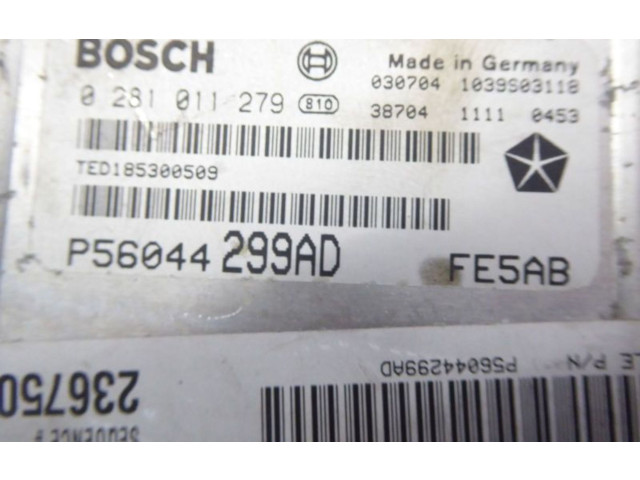 BOSCH
Made in Germany
030704 1039S03118
0 281 011 279 810
38704 1111 0453
TED185300509
P56044 299AD FE5AB
LE P/N P56044299AD
236750
SEQUENCE #